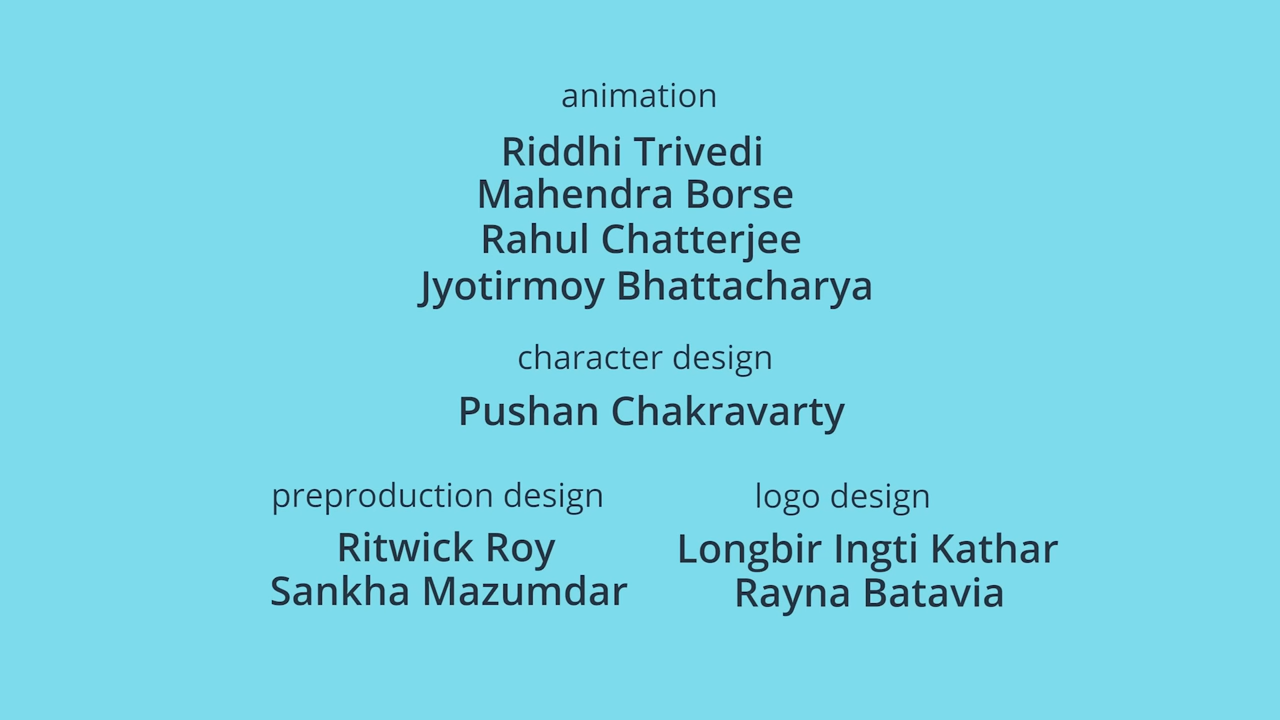 animation
Riddhi Trivedi
Mahendra Borse
Rahul Chatterjee
Jyotirmoy Bhattacharya
character design
Pushan Chakravarty
preproduction design
Ritwick Roy
Sankha Mazumdar
logo design
Longbir Ingti Kathar
Rayna Batavia